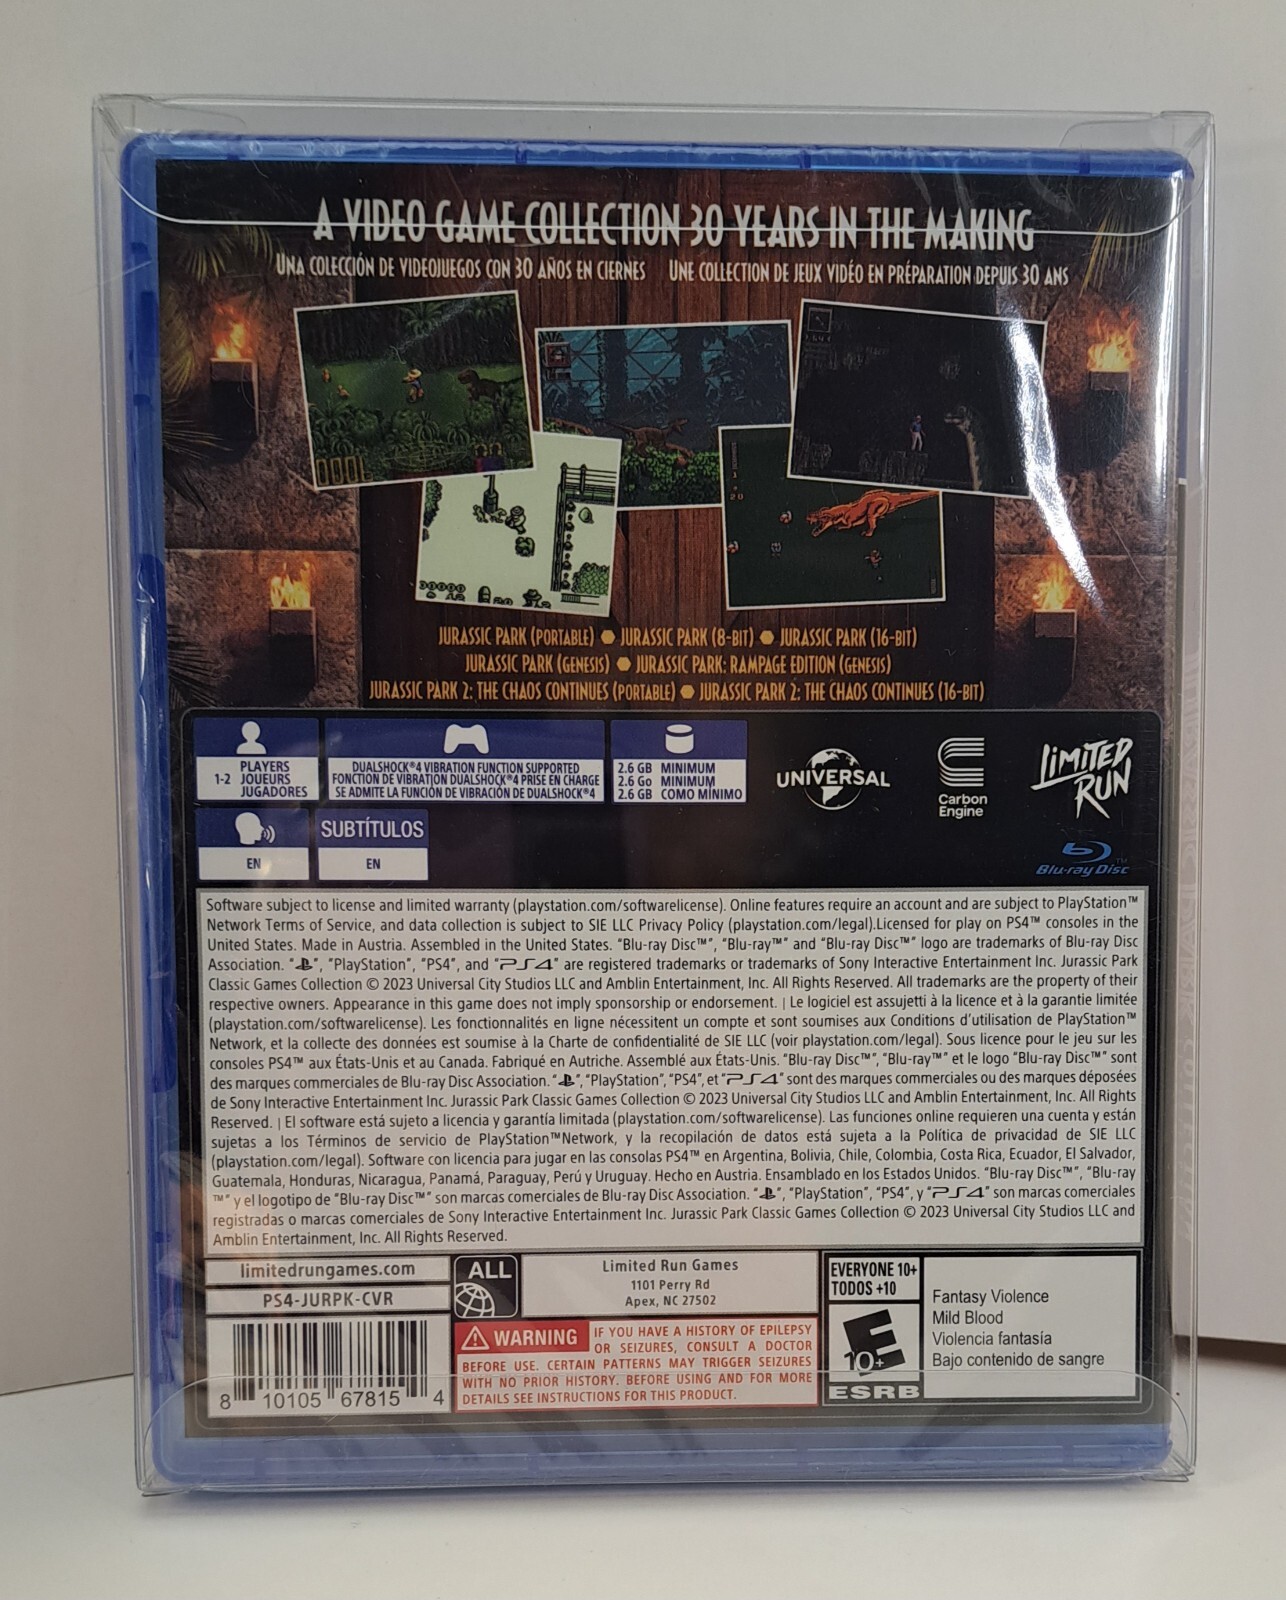 A VIDEO GAME COLLECTION 30 YEARS IN THE MAKING
UNA COLECCIÓN DE VIDEOJUEGOS CON 30 AÑOS EN CIERNES UNE COLLECTION DE JEUX VIDÉO EN PRÉPARATION DEPUIS 30 ANS
JURASSIC PARK (PORTABLE) ⬢ JURASSIC PARK (8-BIT) ⬢ JURASSIC PARK (16-BIT)
JURASSIC PARK (GENESIS) ⬢ JURASSIC PARK: RAMPAGE EDITION (GENESIS)
JURASSIC PARK 2: THE CHAOS CONTINUES (PORTABLE) ⬢ JURASSIC PARK 2: THE CHAOS CONTINUES (16-BIT)
PLAYERS
1-2 JOUEURS
JUGADORES
DUALSHOCK®4 VIBRATION FUNCTION SUPPORTED
FONCTION DE VIBRATION DUALSHOCK®4 PRISE EN CHARGE
SE ADMITE LA FUNCIÓN DE VIBRACIÓN DE DUALSHOCK®4
2.6 GB MINIMUM
2.6 Go MINIMUM
2.6 GB COMO MÍNIMO
UNIVERSAL
Carbon
Engine
LIMITED
RUN
EN
SUBTÍTULOS
EN
Blu-ray Disc™
Software subject to license and limited warranty (playstation.com/softwarelicense). Online features require an account and are subject to PlayStation™
Network Terms of Service, and data collection is subject to SIE LLC Privacy Policy (playstation.com/legal).Licensed for play on PS4™ consoles in the
United States. Made in Austria. Assembled in the United States. "Blu-ray Disc™", "Blu-ray™" and "Blu-ray Disc™" logo are trademarks of Blu-ray Disc
Association. "PS", "PlayStation", "PS4", and "PS4" are registered trademarks or trademarks of Sony Interactive Entertainment Inc. Jurassic Park
Classic Games Collection © 2023 Universal City Studios LLC and Amblin Entertainment, Inc. All Rights Reserved. All trademarks are the property of their
respective owners. Appearance in this game does not imply sponsorship or endorsement. | Le logiciel est assujetti à la licence et à la garantie limitée
(playstation.com/softwarelicense). Les fonctionnalités en ligne nécessitent un compte et sont soumises aux Conditions d'utilisation de PlayStation™
Network, et la collecte des données est soumise à la Charte de confidentialité de SIE LLC (voir playstation.com/legal). Sous licence pour le jeu sur les
consoles PS4™ aux États-Unis et au Canada. Fabriqué en Autriche. Assemblé aux États-Unis. "Blu-ray Disc™", "Blu-ray™" et le logo "Blu-ray Disc™" sont
des marques commerciales de Blu-ray Disc Association. "PS", "PlayStation", "PS4", et "PS4" sont des marques commerciales ou des marques déposées
de Sony Interactive Entertainment Inc. Jurassic Park Classic Games Collection © 2023 Universal City Studios LLC and Amblin Entertainment, Inc. All Rights
Reserved. | El software está sujeto a licencia y garantía limitada (playstation.com/softwarelicense). Las funciones online requieren una cuenta y están
sujetas a los Términos de servicio de PlayStation™Network, y la recopilación de datos está sujeta a la Política de privacidad de SIE LLC
(playstation.com/legal). Software con licencia para jugar en las consolas PS4™ en Argentina, Bolivia, Chile, Colombia, Costa Rica, Ecuador, El Salvador,
Guatemala, Honduras, Nicaragua, Panamá, Paraguay, Perú y Uruguay. Hecho en Austria. Ensamblado en los Estados Unidos. "Blu-ray Disc™", "Blu-ray
™" y el logotipo de "Blu-ray Disc™" son marcas comerciales de Blu-ray Disc Association. "PS", "PlayStation", "PS4", y "PS4" son marcas comerciales
registradas o marcas comerciales de Sony Interactive Entertainment Inc. Jurassic Park Classic Games Collection © 2023 Universal City Studios LLC and
Amblin Entertainment, Inc. All Rights Reserved.
limitedrungames.com
PS4-JURPK-CVR
8 10105 67815 4
ALL
Limited Run Games
1101 Perry Rd
Apex, NC 27502
WARNING IF YOU HAVE A HISTORY OF EPILEPSY
OR SEIZURES, CONSULT A DOCTOR
BEFORE USE. CERTAIN PATTERNS MAY TRIGGER SEIZURES
WITH NO PRIOR HISTORY. BEFORE USING AND FOR MORE
DETAILS SEE INSTRUCTIONS FOR THIS PRODUCT.
EVERYONE 10+
TODOS +10
E
10+
ESRB
Fantasy Violence
Mild Blood
Violencia fantasía
Bajo contenido de sangre